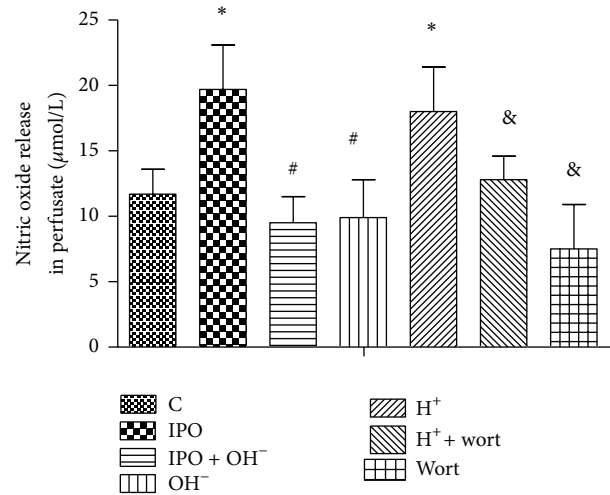 Nitric oxide release
in perfusate (μmol/L)
25
20
15
10
5
0
*
#
#
*
&
&
C
IPO
IPO + OH⁻
OH⁻
H⁺
H⁺ + wort
Wort